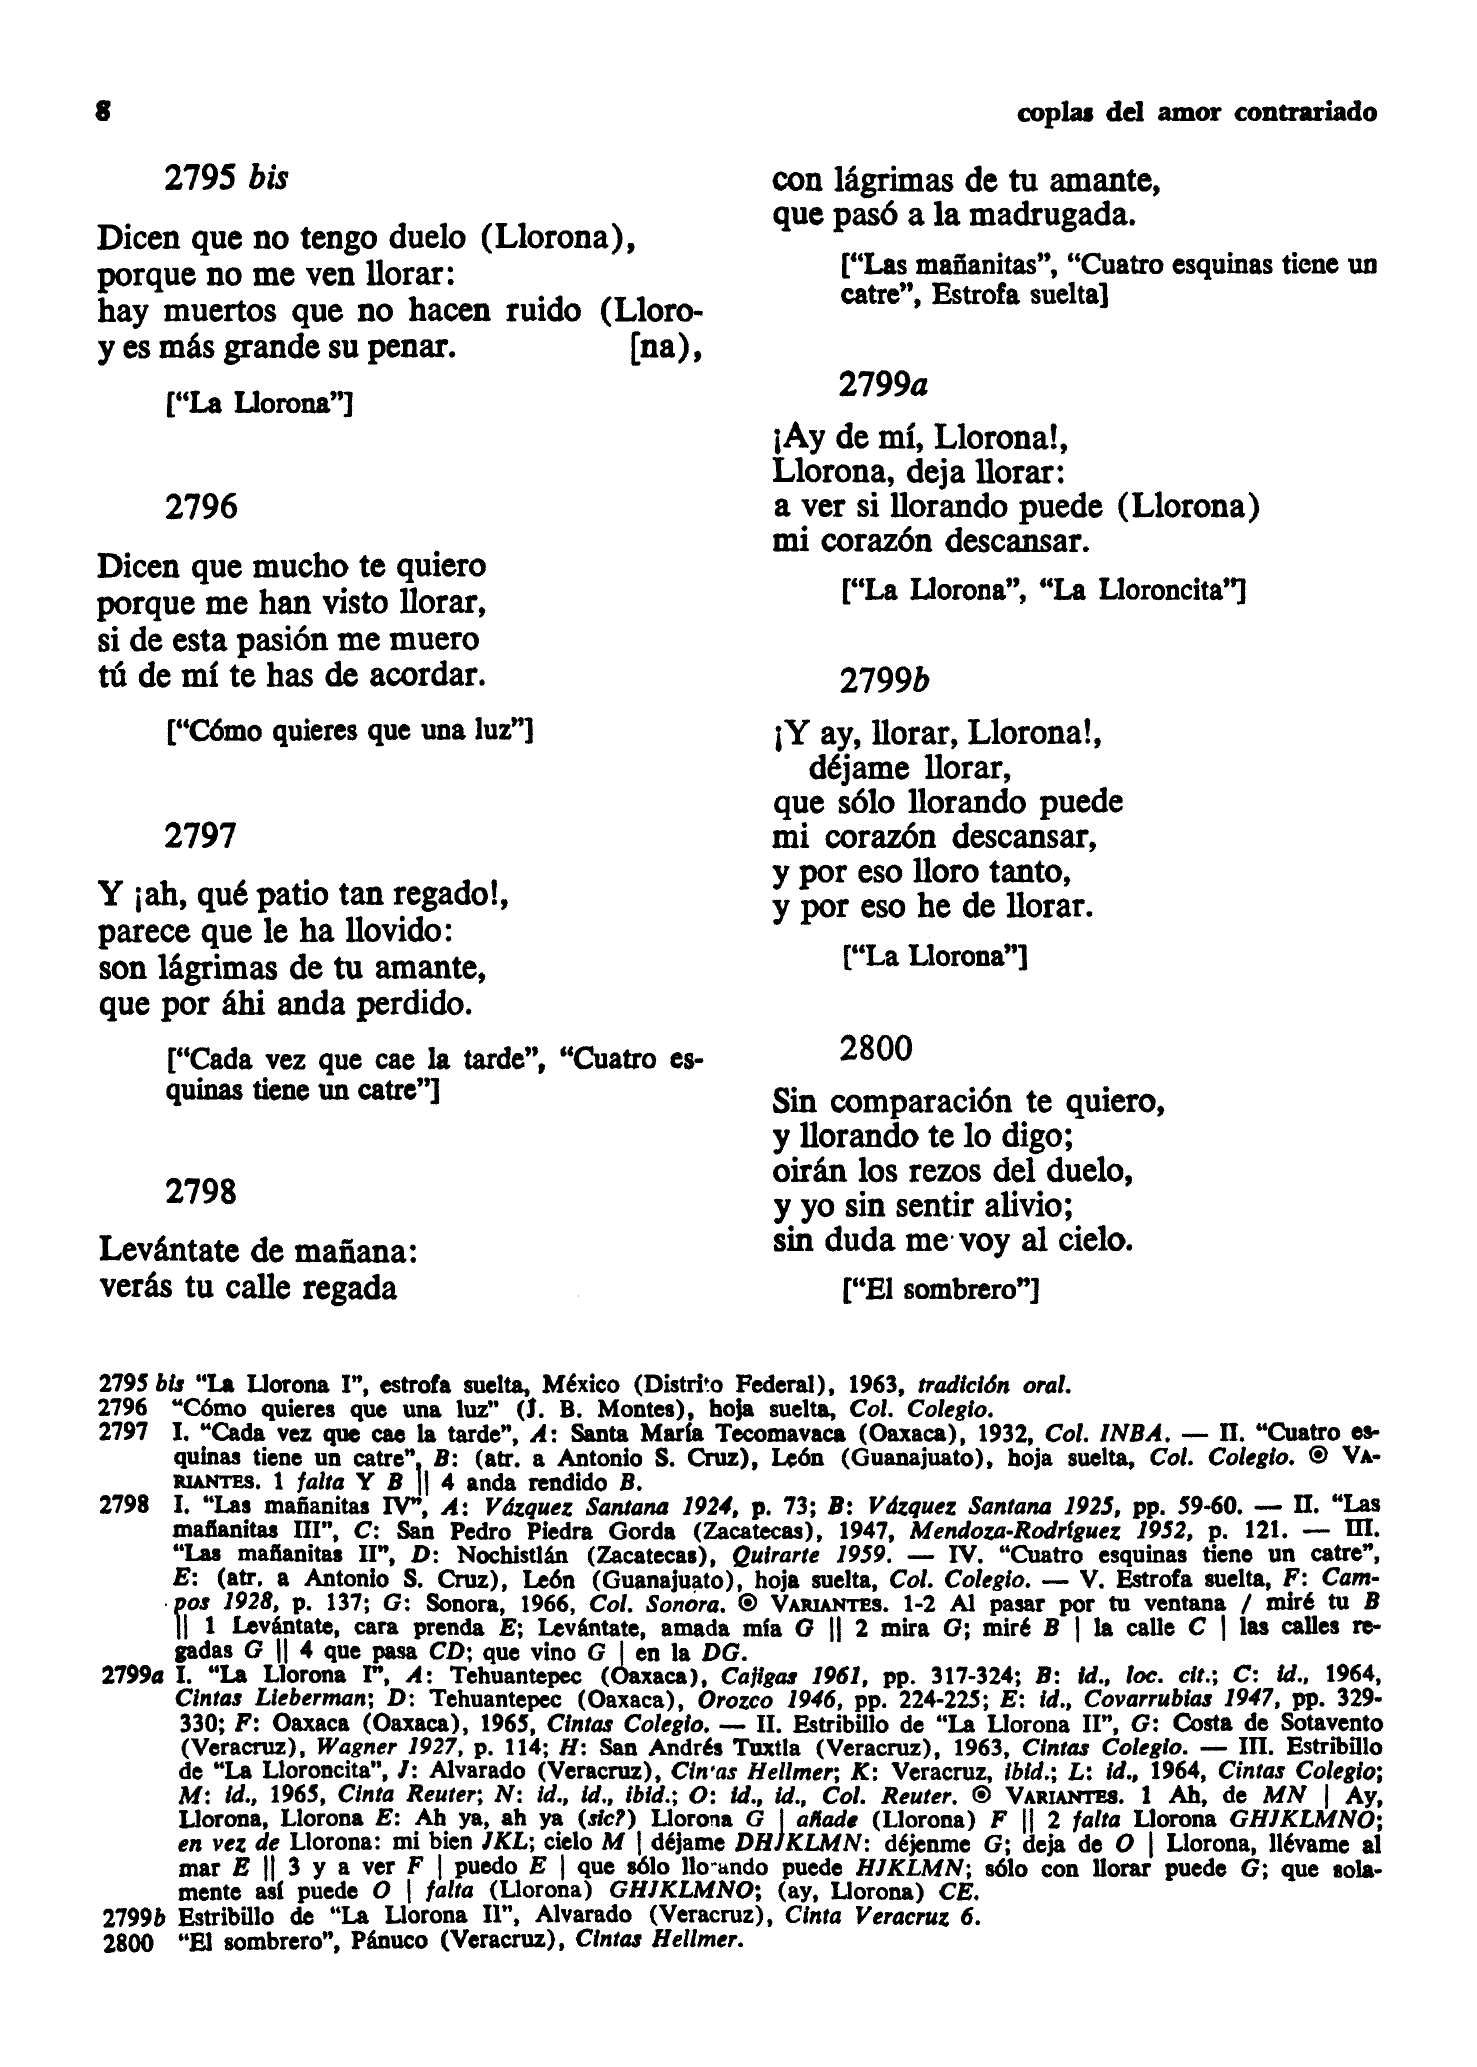 8 coplas del amor contrariado
2795 bis
Dicen que no tengo duelo (Llorona),
porque no me ven llorar:
hay muertos que no hacen ruido (Lloro-
y es más grande su penar. [na),
["La Llorona"]
2796
Dicen que mucho te quiero
porque me han visto llorar,
si de esta pasión me muero
tú de mí te has de acordar.
["Cómo quieres que una luz"]
2797
Y ¡ah, qué patio tan regado!,
parece que le ha llovido:
son lágrimas de tu amante,
que por áhi anda perdido.
["Cada vez que cae la tarde", "Cuatro es-
quinas tiene un catre"]
2798
Levántate de mañana:
verás tu calle regada
con lágrimas de tu amante,
que pasó a la madrugada.
["Las mañanitas", "Cuatro esquinas tiene un
catre", Estrofa suelta]
2799a
¡Ay de mí, Llorona!,
Llorona, deja llorar:
a ver si llorando puede (Llorona)
mi corazón descansar.
["La Llorona", "La Lloroncita"]
2799b
¡Y ay, llorar, Llorona!,
déjame llorar,
que sólo llorando puede
mi corazón descansar,
y por eso lloro tanto,
y por eso he de llorar.
["La Llorona"]
2800
Sin comparación te quiero,
y llorando te lo digo;
oirán los rezos del duelo,
y yo sin sentir alivio;
sin duda me voy al cielo.
["El sombrero"]
2795 bis "La Llorona I", estrofa suelta, México (Distrito Federal), 1963, tradición oral.
2796 "Cómo quieres que una luz" (J. B. Montes), hoja suelta, Col. Colegio.
2797 I. "Cada vez que cae la tarde", A: Santa María Tecomavaca (Oaxaca), 1932, Col. INBA. — II. "Cuatro es-
quinas tiene un catre", B: (atr. a Antonio S. Cruz), León (Guanajuato), hoja suelta, Col. Colegio. ⊙ VA-
RIANTES. 1 falta Y B || 4 anda rendido B.
2798 I. "Las mañanitas IV", A: Vázquez Santana 1924, p. 73; B: Vázquez Santana 1925, pp. 59-60. — II. "Las
mañanitas III", C: San Pedro Piedra Gorda (Zacatecas), 1947, Mendoza-Rodríguez 1952, p. 121. — III.
"Las mañanitas II", D: Nochistlán (Zacatecas), Quirarte 1959. — IV. "Cuatro esquinas tiene un catre",
E: (atr. a Antonio S. Cruz), León (Guanajuato), hoja suelta, Col. Colegio. — V. Estrofa suelta, F: Cam-
pos 1928, p. 137; G: Sonora, 1966, Col. Sonora. ⊙ VARIANTES. 1-2 Al pasar por tu ventana / miré tu B
|| 1 Levántate, cara prenda E; Levántate, amada mía G || 2 mira G; miré B | la calle C | las calles re-
gadas G || 4 que pasa CD; que vino G | en la DG.
2799a I. "La Llorona I", A: Tehuantepec (Oaxaca), Cajigas 1961, pp. 317-324; B: id., loc. cit.; C: id., 1964,
Cintas Lieberman; D: Tehuantepec (Oaxaca), Orozco 1946, pp. 224-225; E: id., Covarrubias 1947, pp. 329-
330; F: Oaxaca (Oaxaca), 1965, Cintas Colegio. — II. Estribillo de "La Llorona II", G: Costa de Sotavento
(Veracruz), Wagner 1927, p. 114; H: San Andrés Tuxtla (Veracruz), 1963, Cintas Colegio. — III. Estribillo
de "La Lloroncita", J: Alvarado (Veracruz), Cintas Hellmer; K: Veracruz, ibid.; L: id., 1964, Cintas Colegio;
M: id., 1965, Cinta Reuter; N: id., id., ibid.; O: id., id., Col. Reuter. ⊙ VARIANTES. 1 Ah, de MN | Ay,
Llorona, Llorona E: Ah ya, ah ya (sic?) Llorona G | añade (Llorona) F || 2 falta Llorona GHJKLMNO;
en vez de Llorona: mi bien JKL; cielo M | déjame DHJKLMN: déjenme G; deja de O | Llorona, llévame al
mar E || 3 y a ver F | puedo E | que sólo llorando puede HJKLMN; sólo con llorar puede G; que sola-
mente así puede O | falta (Llorona) GHJKLMNO; (ay, Llorona) CE.
2799b Estribillo de "La Llorona II", Alvarado (Veracruz), Cinta Veracruz 6.
2800 "El sombrero", Pánuco (Veracruz), Cintas Hellmer.